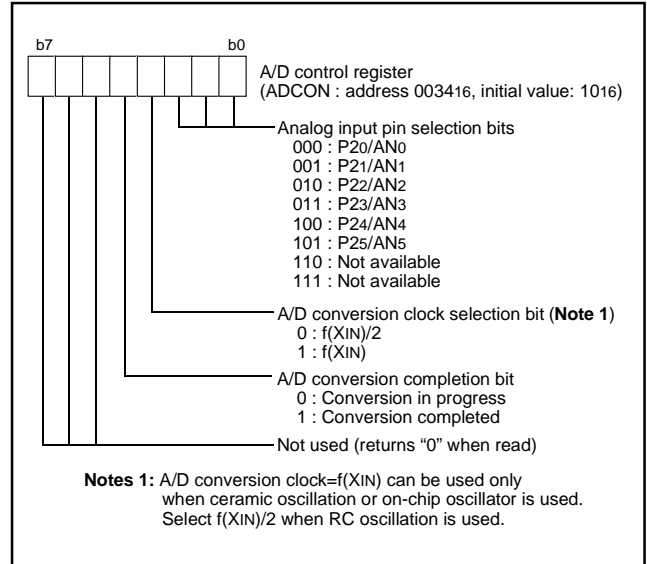 b7 b0
A/D control register
(ADCON : address 003416, initial value: 1016)
Analog input pin selection bits
000 : P20/AN0
001 : P21/AN1
010 : P22/AN2
011 : P23/AN3
100 : P24/AN4
101 : P25/AN5
110 : Not available
111 : Not available
A/D conversion clock selection bit (Note 1)
0 : f(XIN)/2
1 : f(XIN)
A/D conversion completion bit
0 : Conversion in progress
1 : Conversion completed
Not used (returns “0” when read)
Notes 1: A/D conversion clock=f(XIN) can be used only
when ceramic oscillation or on-chip oscillator is used.
Select f(XIN)/2 when RC oscillation is used.